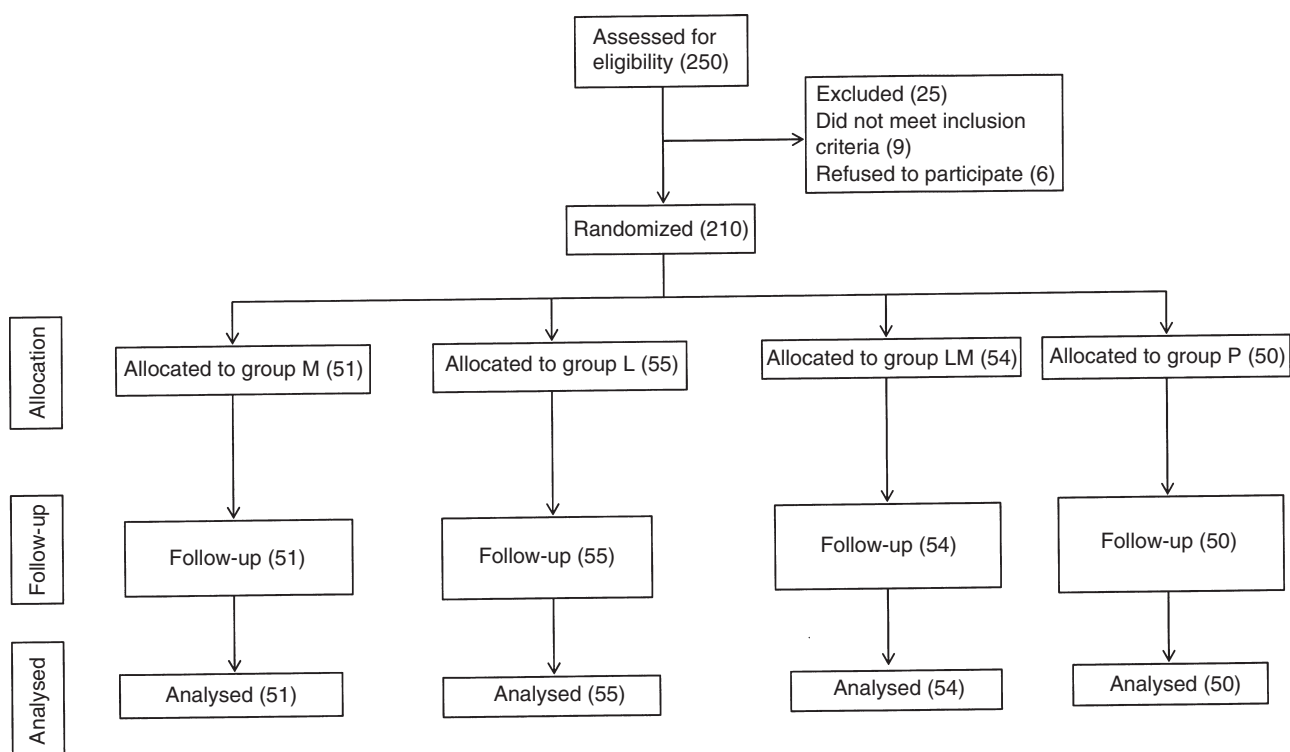 Assessed for
eligibility (250)
Excluded (25)
Did not meet inclusion
criteria (9)
Refused to participate (6)
Randomized (210)
Allocation
Allocated to group M (51)
Allocated to group L (55)
Allocated to group LM (54)
Allocated to group P (50)
Follow-up
Follow-up (51)
Follow-up (55)
Follow-up (54)
Follow-up (50)
Analysed
Analysed (51)
Analysed (55)
Analysed (54)
Analysed (50)